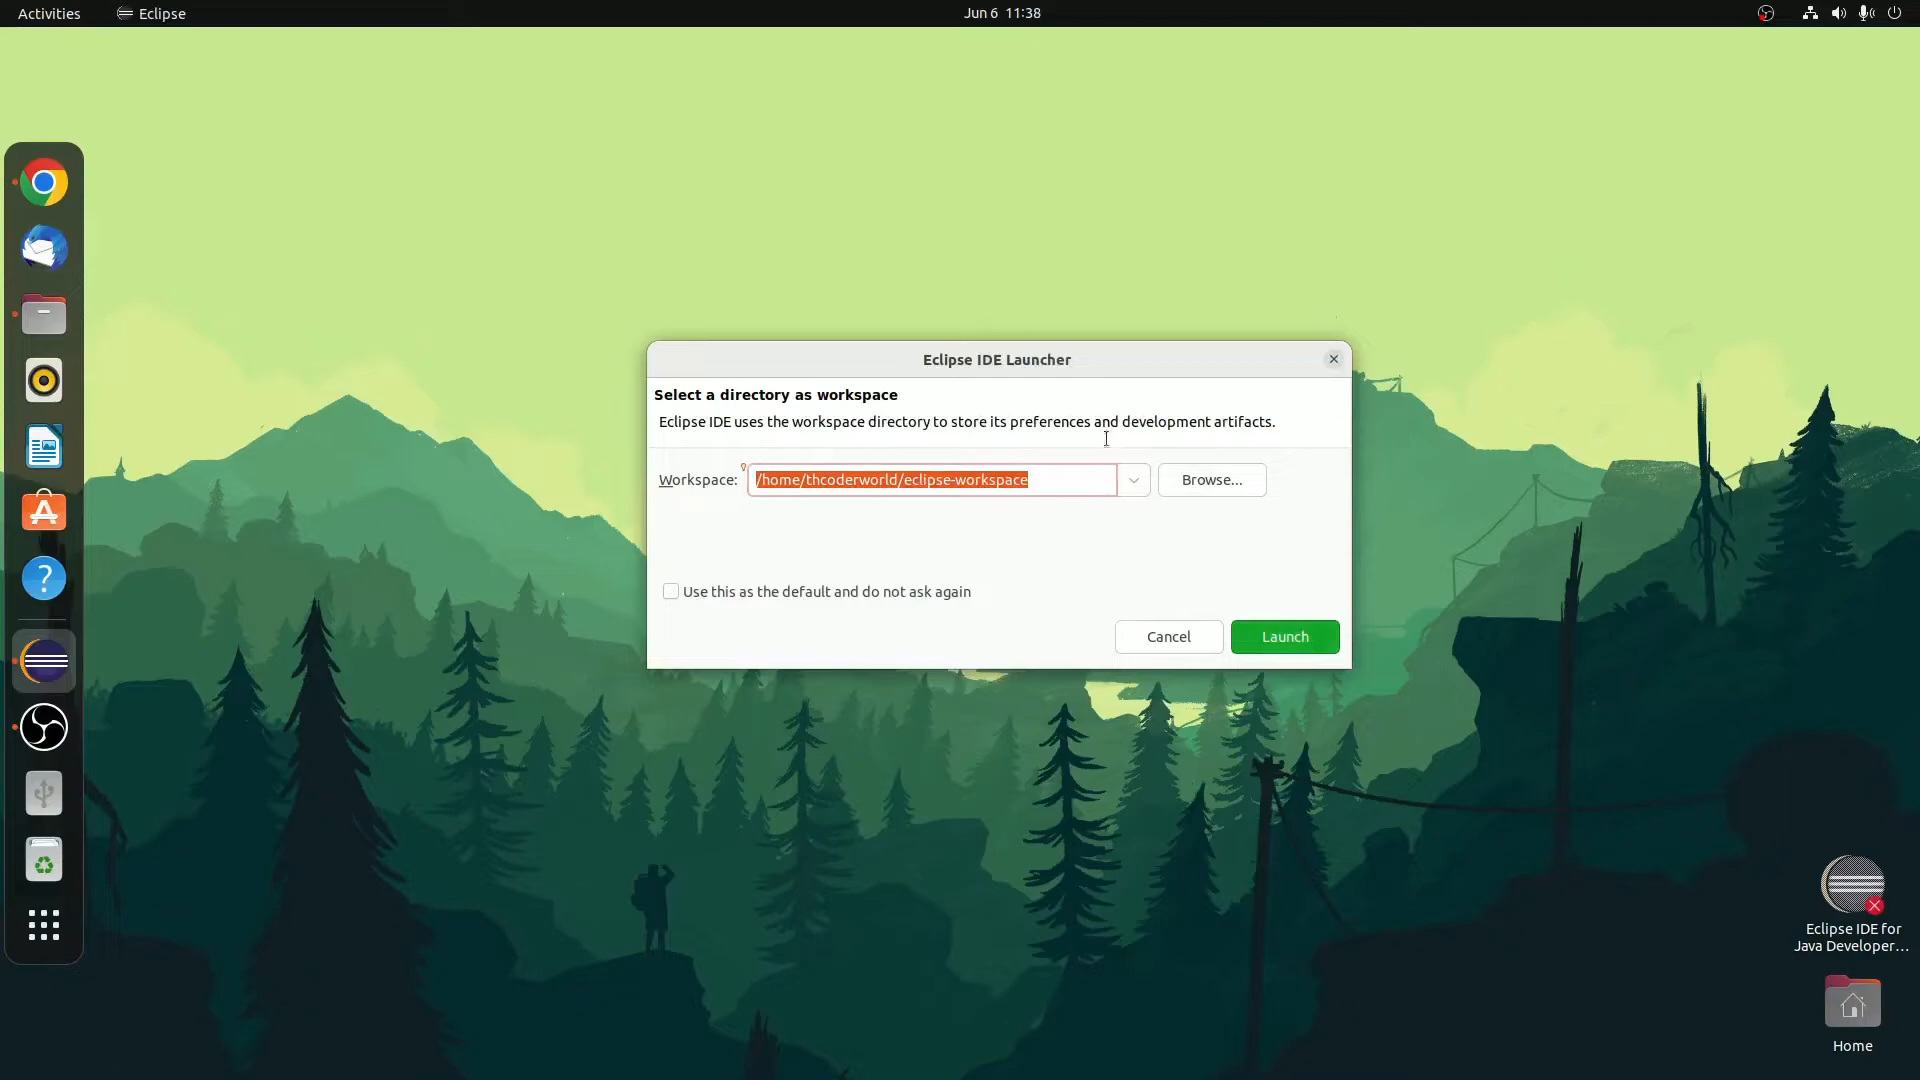 Activities
Eclipse
Jun 6 11:38
Eclipse IDE Launcher
Select a directory as workspace
Eclipse IDE uses the workspace directory to store its preferences and development artifacts.
Workspace:
/home/thcoderworld/eclipse-workspace
Browse...
Use this as the default and do not ask again
Cancel
Launch
Eclipse IDE for
Java Developer...
Home